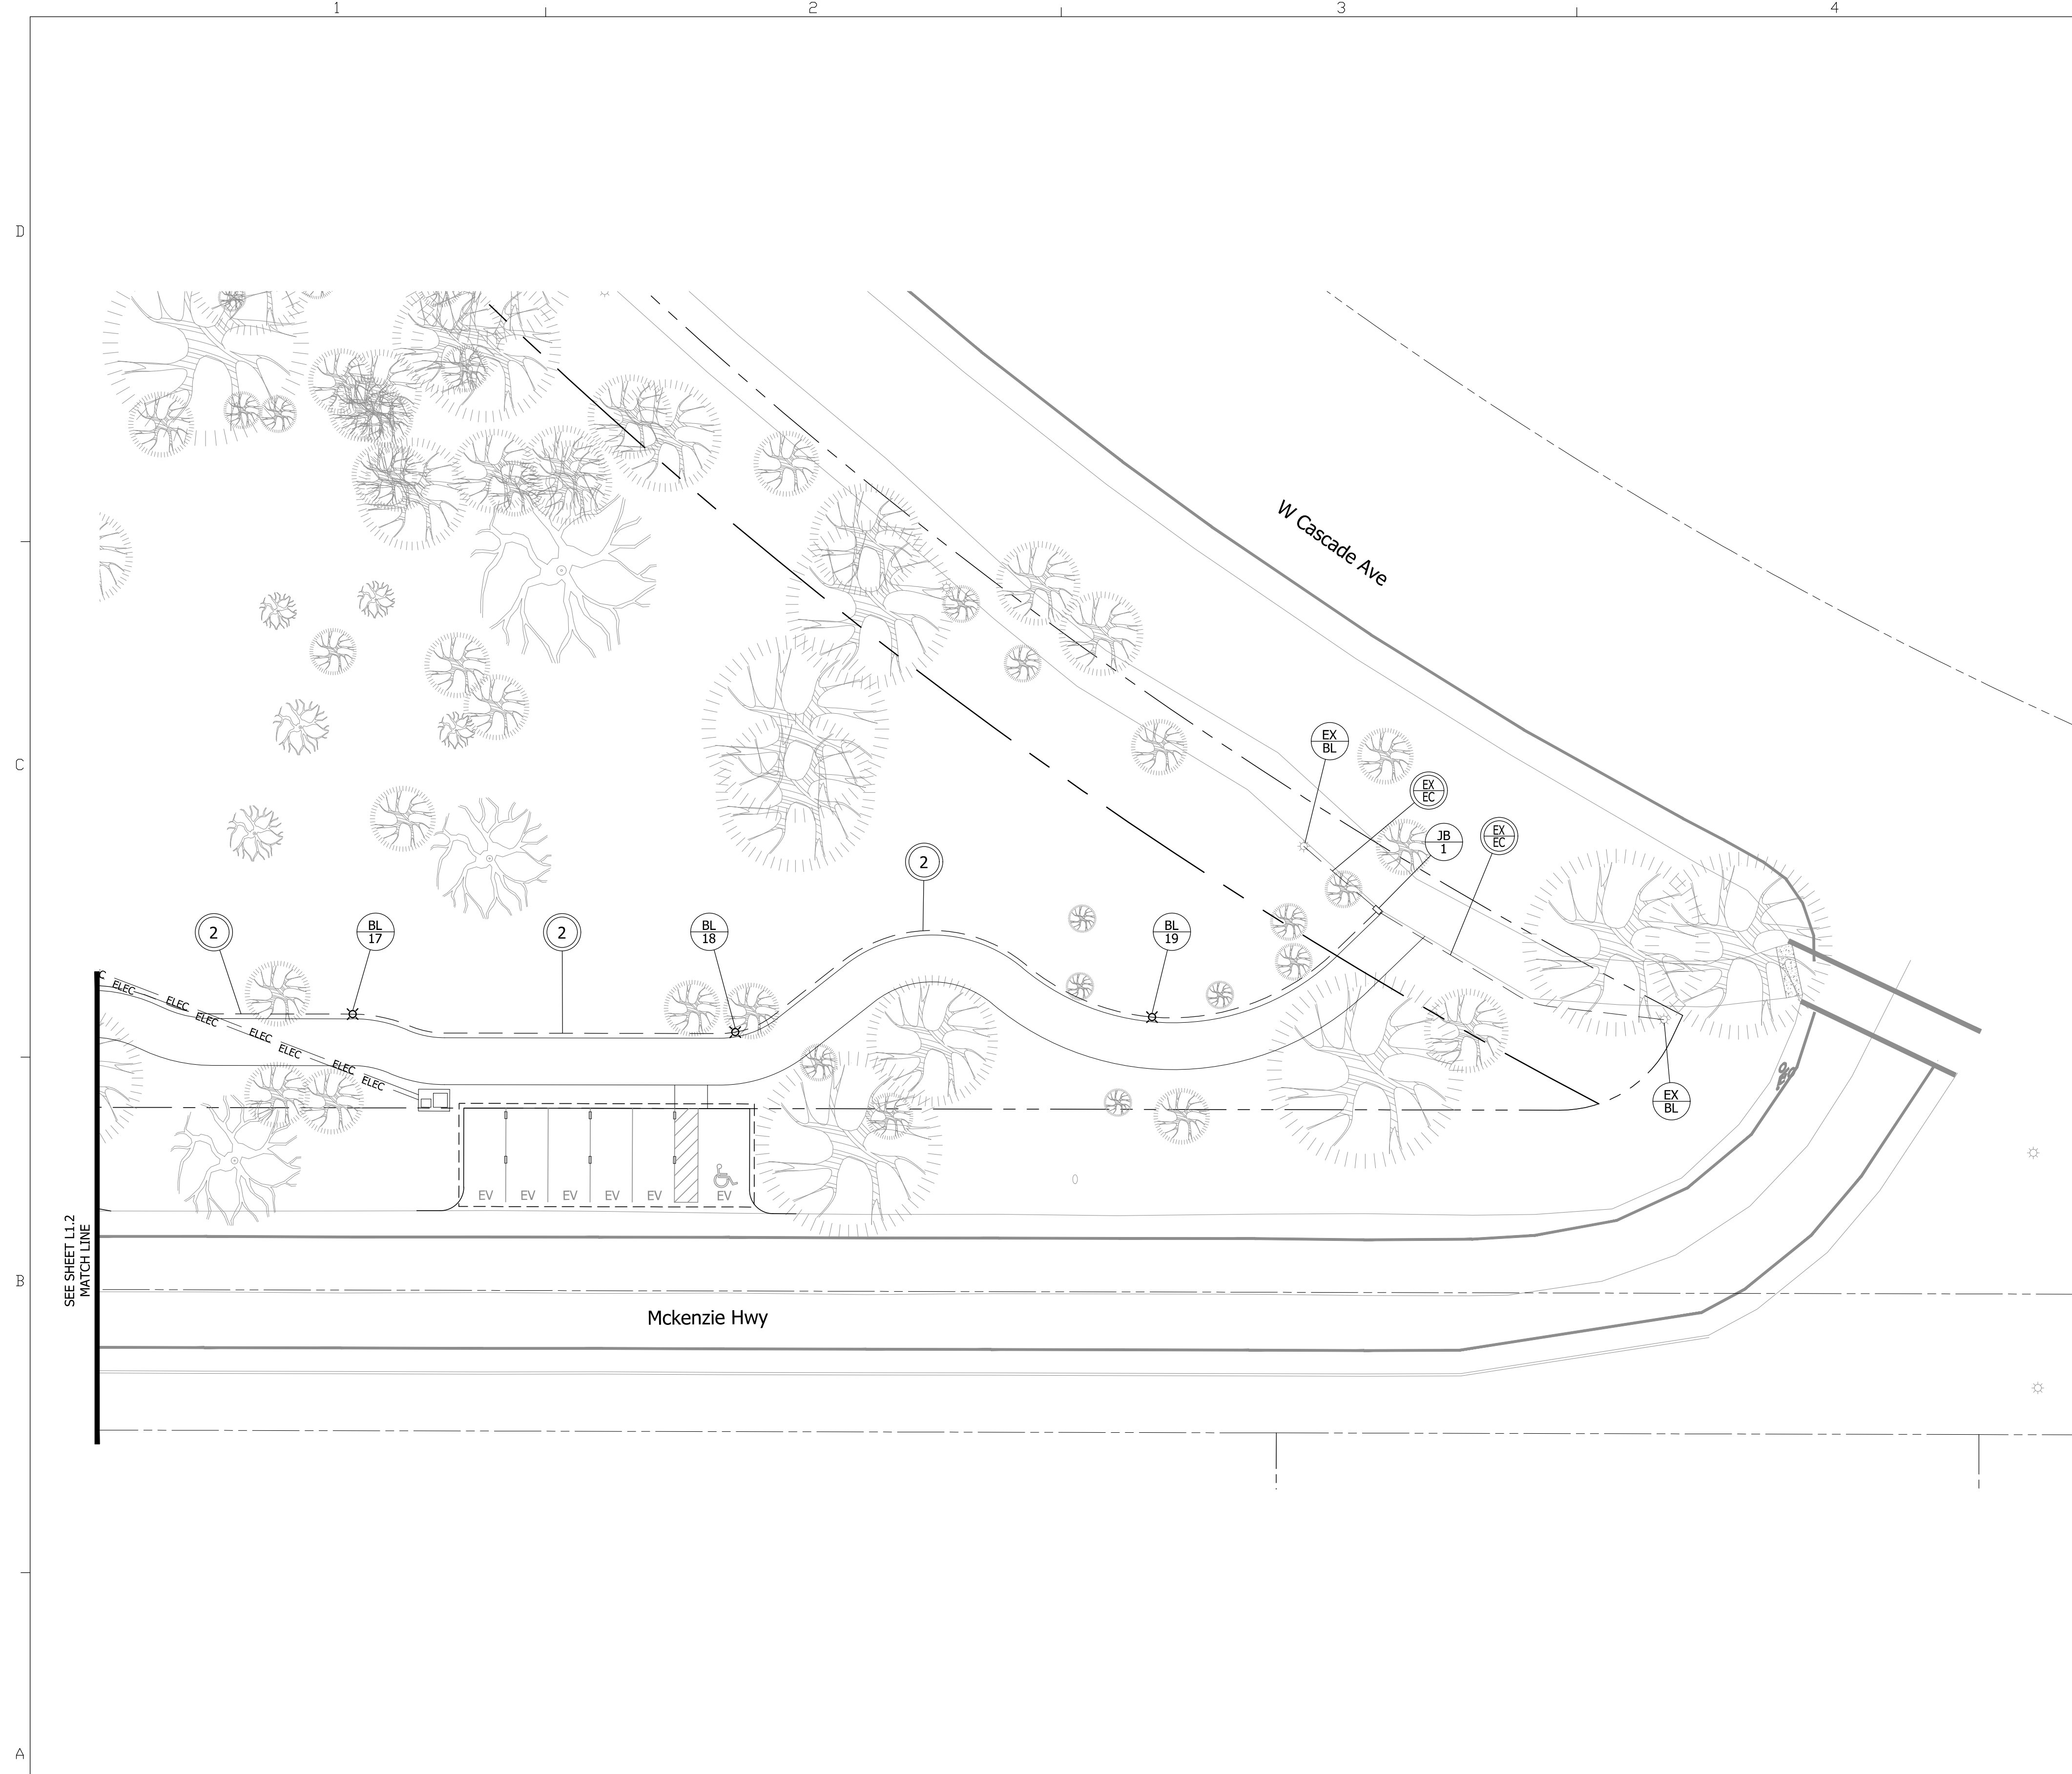 1
2
3
4
D
W Cascade Ave
EX
BL
C
EX
EC
JB
1
EX
EC
2
2
BL
17
2
BL
18
BL
19
C
ELEC
ELEC
ELEC
ELEC
ELEC
ELEC
ELEC
EX
BL
EV
EV
EV
EV
EV
EV
SEE SHEET L1.2
MATCH LINE
B
Mckenzie Hwy
A